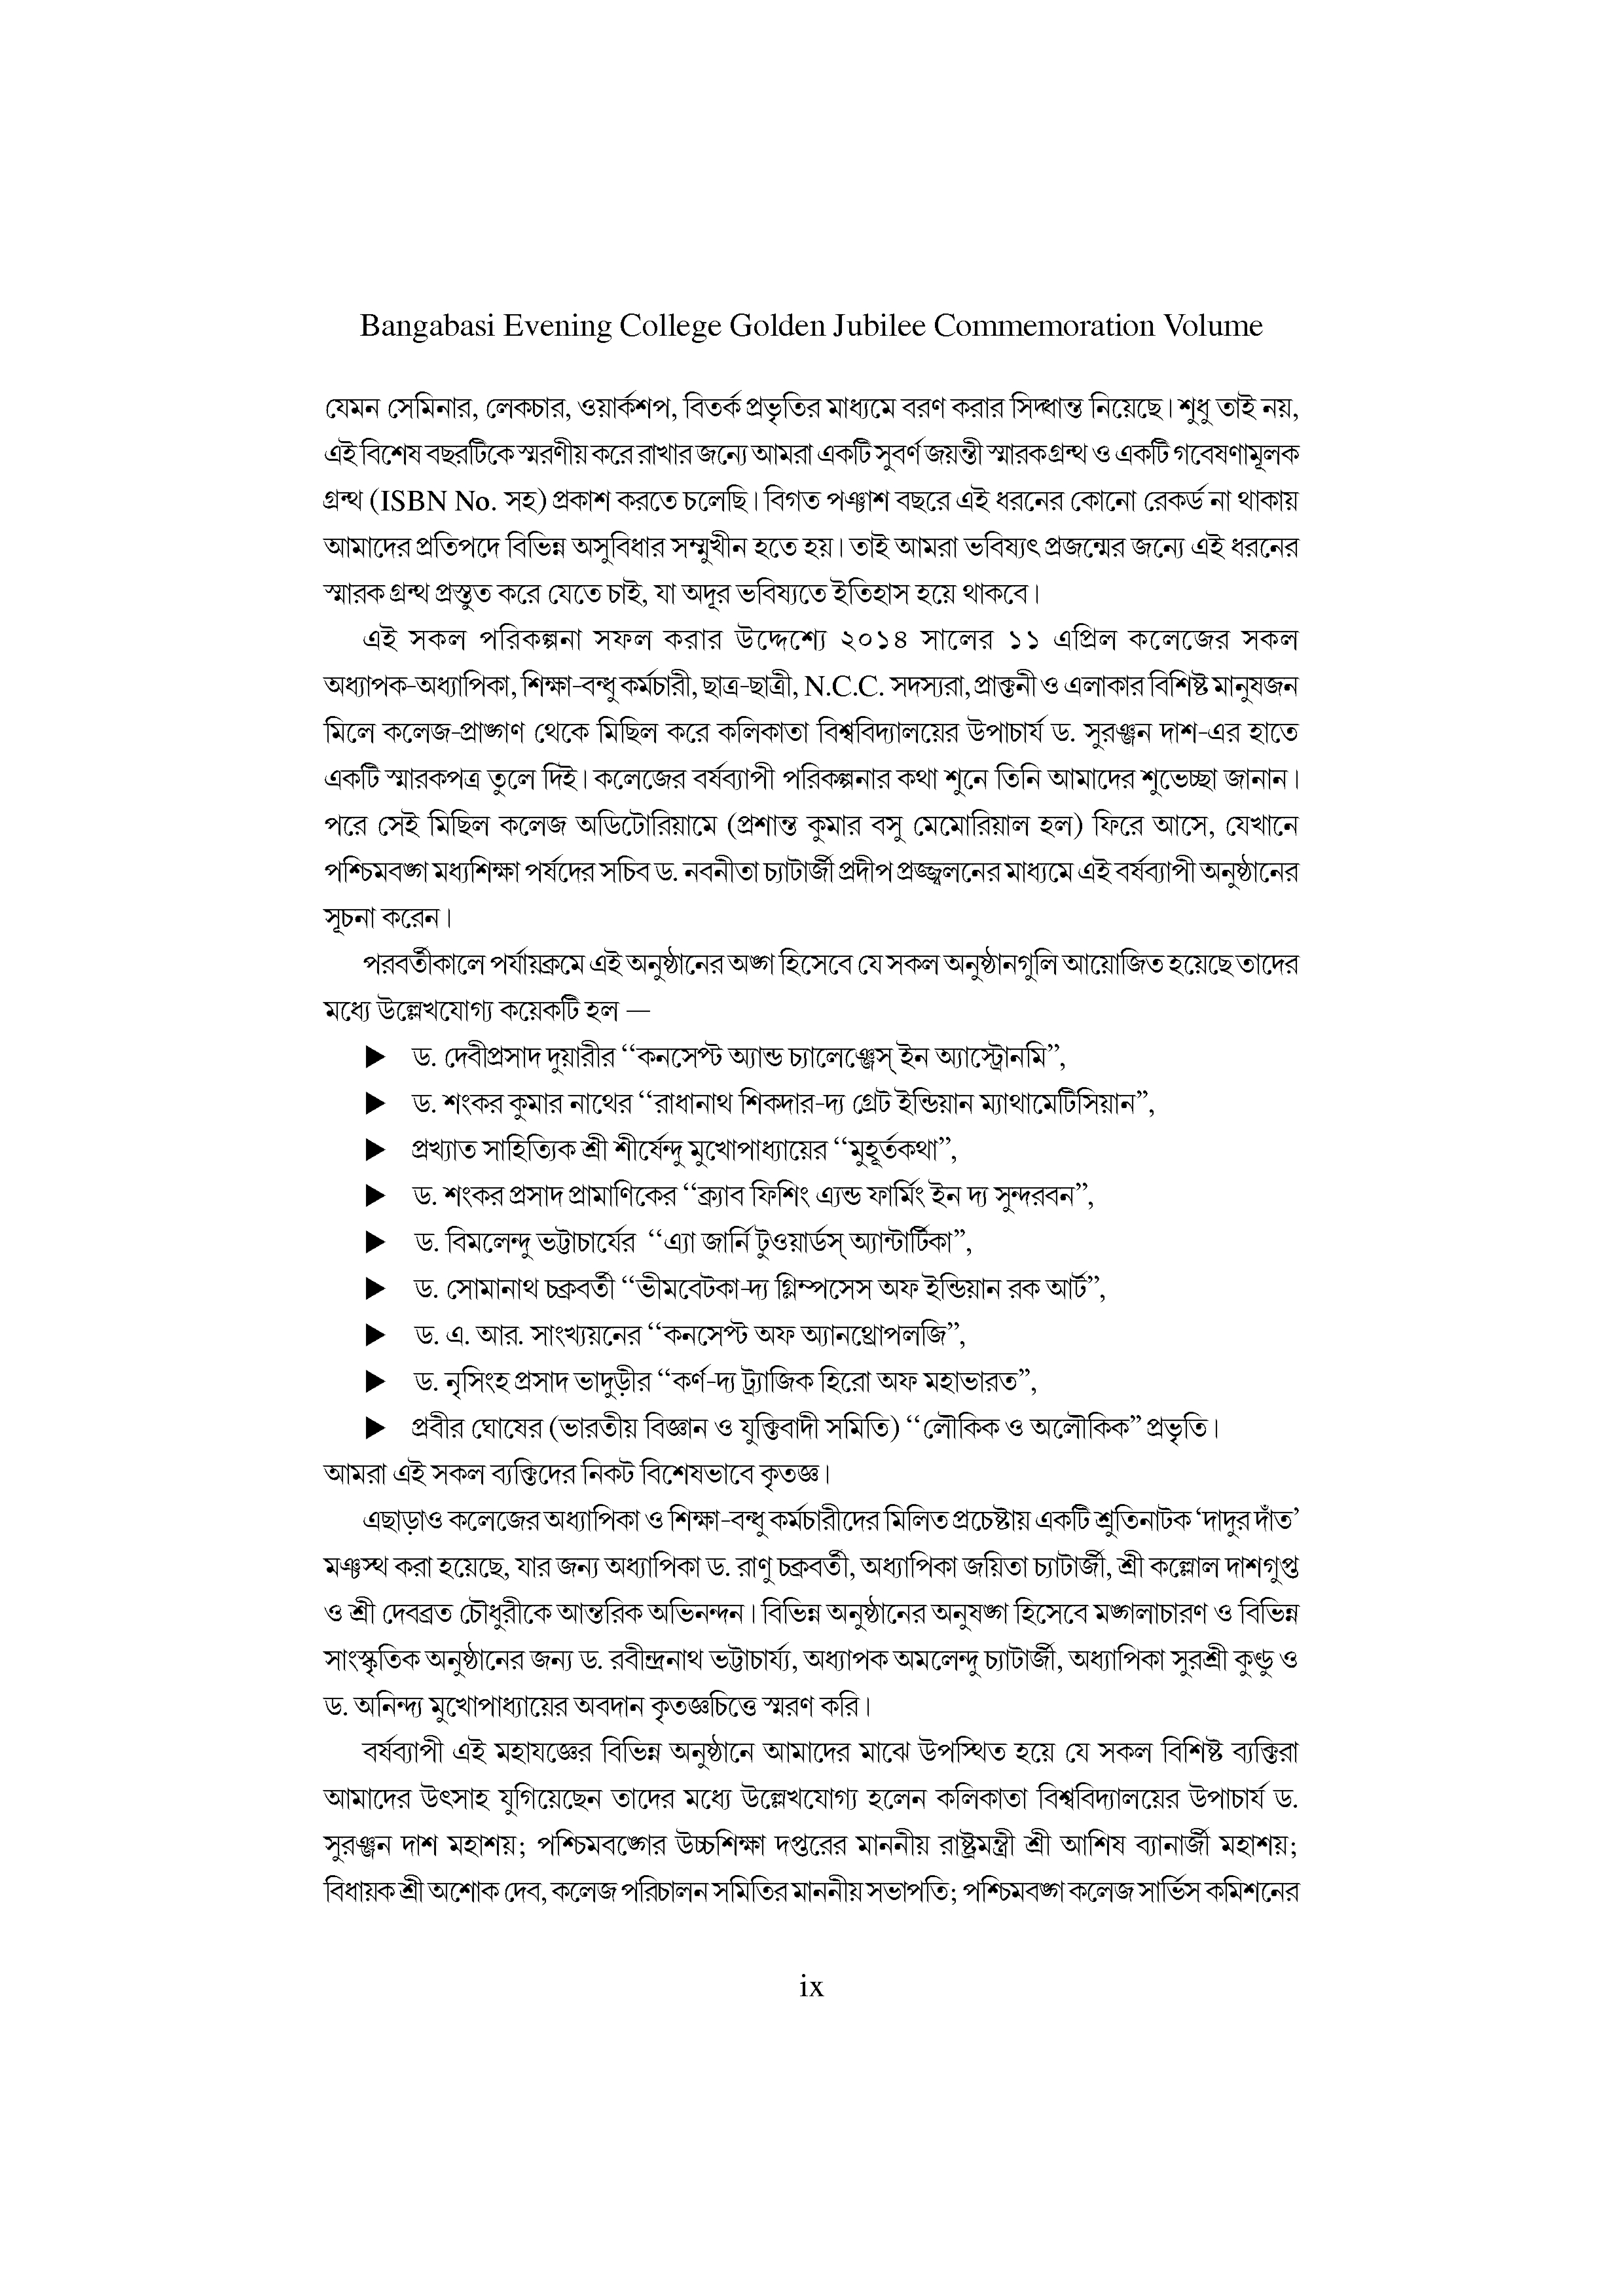 Bangabasi Evening College Golden Jubilee Commemoration Volume
যেমন সেমিনার, লেকচার, ওয়ার্কশপ, বিতর্ক প্রভৃতির মাধ্যমে বরণ করার সিদ্ধান্ত নিয়েছে। শুধু তাই নয়,
এই বিশেষ বছরটিকে স্মরণীয় করে রাখার জন্যে আমরা একটি সুবর্ণ জয়ন্তী স্মারকগ্রন্থ ও একটি গবেষণামূলক
গ্রন্থ (ISBN No. সহ) প্রকাশ করতে চলেছি। বিগত পঞ্চাশ বছরে এই ধরনের কোনো রেকর্ড না থাকায়
আমাদের প্রতিপদে বিভিন্ন অসুবিধার সম্মুখীন হতে হয়। তাই আমরা ভবিষ্যৎ প্রজন্মের জন্যে এই ধরনের
স্মারক গ্রন্থ প্রস্তুত করে যেতে চাই, যা অদূর ভবিষ্যতে ইতিহাস হয়ে থাকবে।
এই সকল পরিকল্পনা সফল করার উদ্দেশ্যে ২০১৪ সালের ১১ এপ্রিল কলেজের সকল
অধ্যাপক-অধ্যাপিকা, শিক্ষা-বন্ধু কর্মচারী, ছাত্র-ছাত্রী, N.C.C. সদস্যরা, প্রাক্তনী ও এলাকার বিশিষ্ট মানুষজন
মিলে কলেজ-প্রাঙ্গণ থেকে মিছিল করে কলিকাতা বিশ্ববিদ্যালয়ের উপাচার্য ড. সুরঞ্জন দাশ-এর হাতে
একটি স্মারকপত্র তুলে দিই। কলেজের বর্ষব্যাপী পরিকল্পনার কথা শুনে তিনি আমাদের শুভেচ্ছা জানান।
পরে সেই মিছিল কলেজ অডিটোরিয়ামে (প্রশান্ত কুমার বসু মেমোরিয়াল হল) ফিরে আসে, যেখানে
পশ্চিমবঙ্গ মধ্যশিক্ষা পর্ষদের সচিব ড. নবনীতা চ্যাটার্জী প্রদীপ প্রজ্জ্বলনের মাধ্যমে এই বর্ষব্যাপী অনুষ্ঠানের
সূচনা করেন।
পরবর্তীকালে পর্যায়ক্রমে এই অনুষ্ঠানের অঙ্গ হিসেবে যে সকল অনুষ্ঠানগুলি আয়োজিত হয়েছে তাদের
মধ্যে উল্লেখযোগ্য কয়েকটি হল —
▶ ড. দেবীপ্রসাদ দুয়ারীর “কনসেপ্ট অ্যান্ড চ্যালেঞ্জেস্ ইন অ্যাস্ট্রোনমি”,
▶ ড. শংকর কুমার নাথের “রাধানাথ শিকদার-দ্য গ্রেট ইন্ডিয়ান ম্যাথামেটিসিয়ান”,
▶ প্রখ্যাত সাহিত্যিক শ্রী শীর্ষেন্দু মুখোপাধ্যায়ের “মুহূর্তকথা”,
▶ ড. শংকর প্রসাদ প্রামাণিকের “ক্র্যাব ফিশিং এ্যন্ড ফার্মিং ইন দ্য সুন্দরবন”,
▶ ড. বিমলেন্দু ভট্টাচার্যের “এ্যা জার্নি টুওয়ার্ডস্ অ্যান্টার্টিকা”,
▶ ড. সোমানাথ চক্রবর্তী “ভীমবেটকা-দ্য গ্লিম্পসেস অফ ইন্ডিয়ান রক আর্ট”,
▶ ড. এ. আর. সাংখ্যয়নের “কনসেপ্ট অফ অ্যানথ্রোপলজি”,
▶ ড. নৃসিংহ প্রসাদ ভাদুড়ীর “কর্ণ-দ্য ট্র্যাজিক হিরো অফ মহাভারত”,
▶ প্রবীর ঘোষের (ভারতীয় বিজ্ঞান ও যুক্তিবাদী সমিতি) “লৌকিক ও অলৌকিক” প্রভৃতি।
আমরা এই সকল ব্যক্তিদের নিকট বিশেষভাবে কৃতজ্ঞ।
এছাড়াও কলেজের অধ্যাপিকা ও শিক্ষা-বন্ধু কর্মচারীদের মিলিত প্রচেষ্টায় একটি শ্রুতিনাটক ‘দাদুর দাঁত’
মঞ্চস্থ করা হয়েছে, যার জন্য অধ্যাপিকা ড. রাণু চক্রবর্তী, অধ্যাপিকা জয়িতা চ্যাটার্জী, শ্রী কল্লোল দাশগুপ্ত
ও শ্রী দেবব্রত চৌধুরীকে আন্তরিক অভিনন্দন। বিভিন্ন অনুষ্ঠানের অনুষঙ্গ হিসেবে মঙ্গলাচারণ ও বিভিন্ন
সাংস্কৃতিক অনুষ্ঠানের জন্য ড. রবীন্দ্রনাথ ভট্টাচার্য্য, অধ্যাপক অমলেন্দু চ্যাটার্জী, অধ্যাপিকা সুরশ্রী কুণ্ডু ও
ড. অনিন্দ্য মুখোপাধ্যায়ের অবদান কৃতজ্ঞচিত্তে স্মরণ করি।
বর্ষব্যাপী এই মহাযজ্ঞের বিভিন্ন অনুষ্ঠানে আমাদের মাঝে উপস্থিত হয়ে যে সকল বিশিষ্ট ব্যক্তিরা
আমাদের উৎসাহ যুগিয়েছেন তাদের মধ্যে উল্লেখযোগ্য হলেন কলিকাতা বিশ্ববিদ্যালয়ের উপাচার্য ড.
সুরঞ্জন দাশ মহাশয়; পশ্চিমবঙ্গের উচ্চশিক্ষা দপ্তরের মাননীয় রাষ্ট্রমন্ত্রী শ্রী আশিষ ব্যানার্জী মহাশয়;
বিধায়ক শ্রী অশোক দেব, কলেজ পরিচালন সমিতির মাননীয় সভাপতি; পশ্চিমবঙ্গ কলেজ সার্ভিস কমিশনের
ix